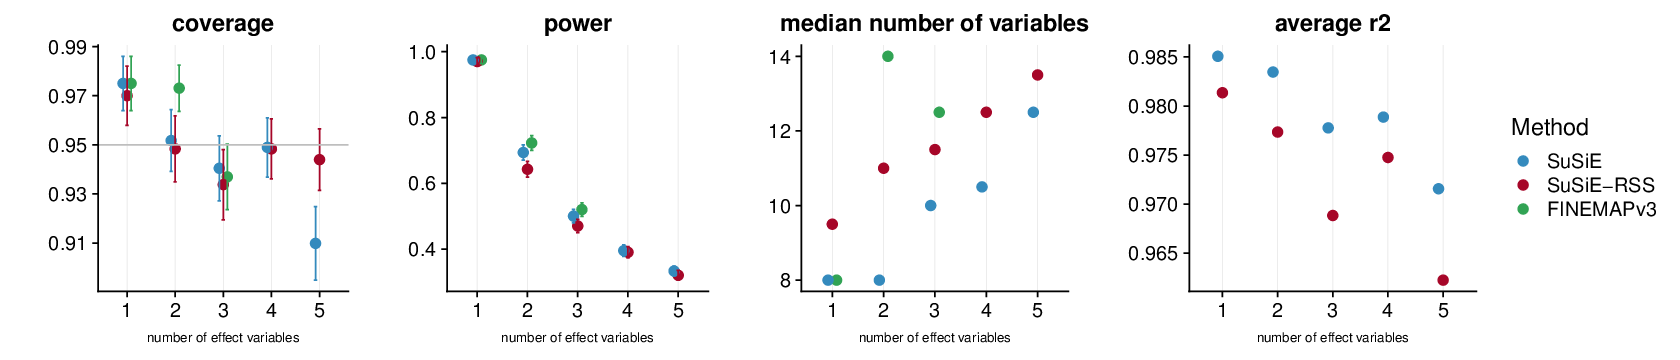 coverage
0.99
0.97
0.95
0.93
0.91
1 2 3 4 5
number of effect variables
power
1.0
0.8
0.6
0.4
1 2 3 4 5
number of effect variables
median number of variables
14
12
10
8
1 2 3 4 5
number of effect variables
average r2
0.985
0.980
0.975
0.970
0.965
1 2 3 4 5
number of effect variables
Method
SuSiE
SuSiE−RSS
FINEMAPv3